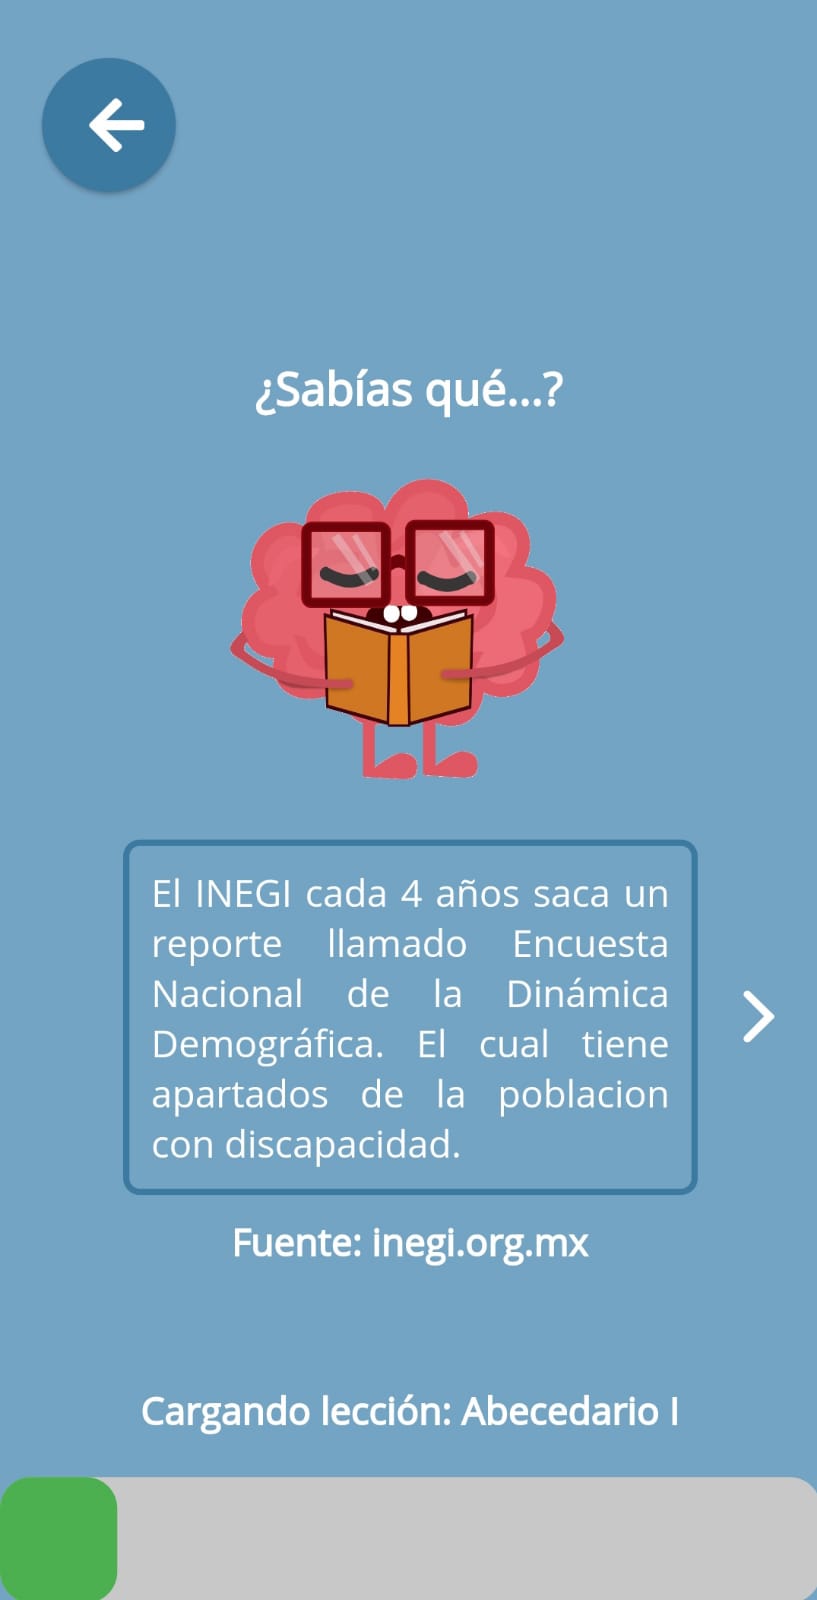 ¿Sabías qué...?
El INEGI cada 4 años saca un
reporte llamado Encuesta
Nacional de la Dinámica
Demográfica. El cual tiene
apartados de la poblacion
con discapacidad.
Fuente: inegi.org.mx
Cargando lección: Abecedario I